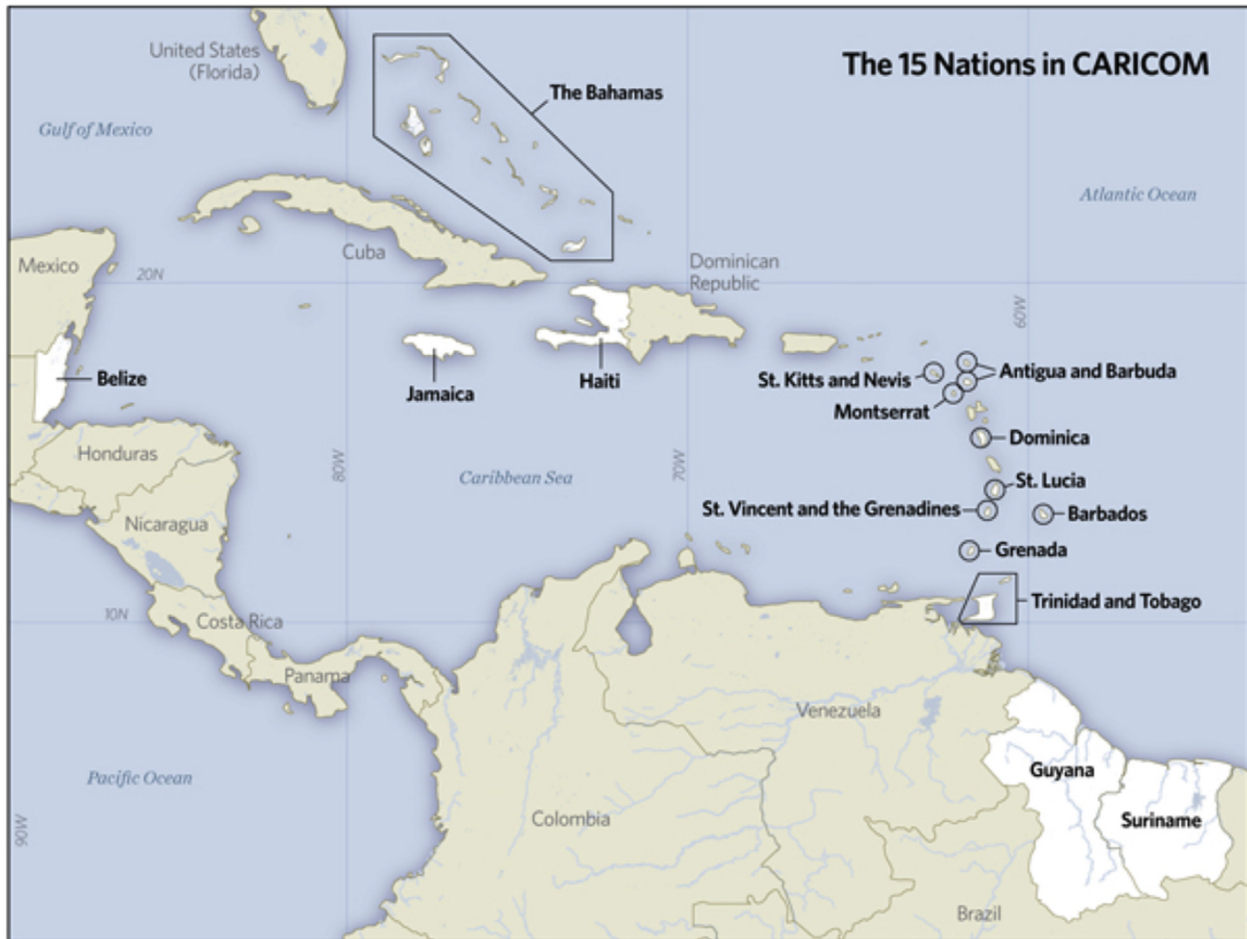 The 15 Nations in CARICOM
United States
(Florida)
The Bahamas
Gulf of Mexico
Atlantic Ocean
Cuba
Mexico
20N
Dominican
Republic
60W
Belize
Jamaica
Haiti
St. Kitts and Nevis
Antigua and Barbuda
Montserrat
Dominica
Honduras
80W
Caribbean Sea
70W
St. Lucia
St. Vincent and the Grenadines
Barbados
Nicaragua
Grenada
Trinidad and Tobago
10N
Costa Rica
Panama
Venezuela
Guyana
Pacific Ocean
Colombia
Suriname
90W
Brazil